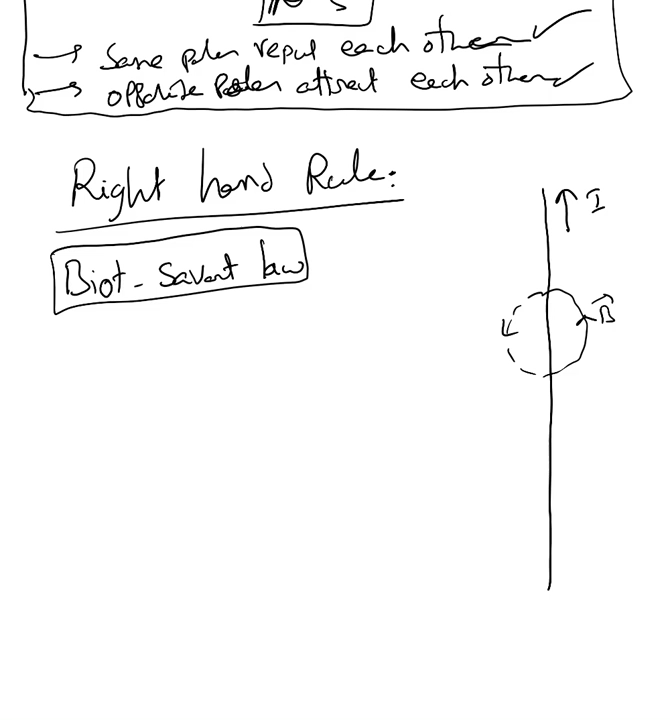 → Same poles repel each other ✓
→ opposite Poles attract each other ✓
Right hand Rule:
Biot - Savart law
↑ I
B⃗